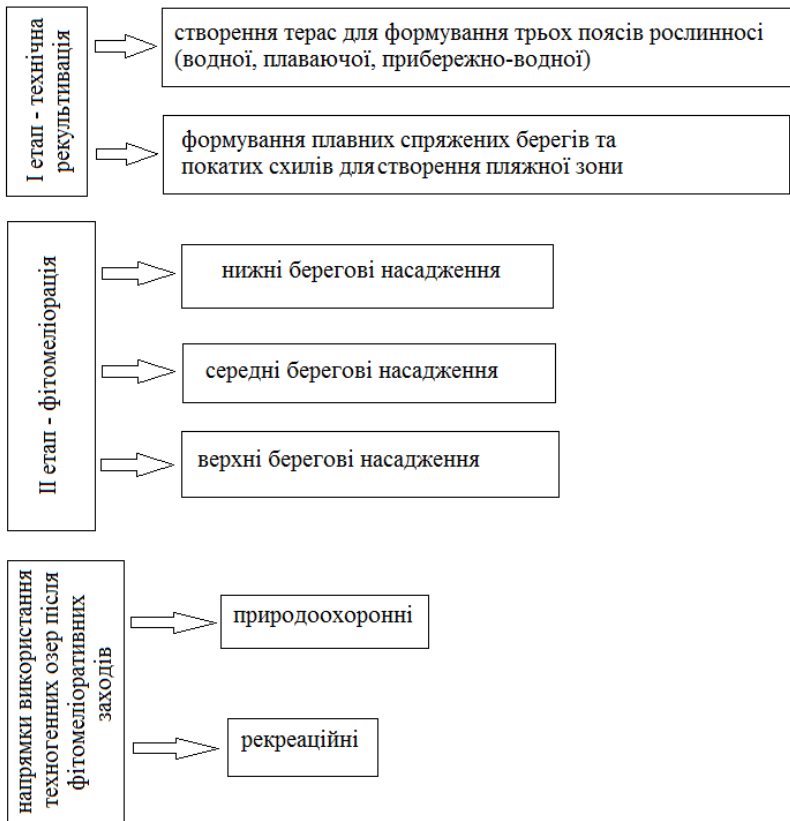 І етап - технічна
рекультивація
створення терас для формування трьох поясів рослинносі
(водної, плаваючої, прибережно-водної)
формування плавних спряжених берегів та
покатих схилів для створення пляжної зони
ІІ етап - фітомеліорація
нижні берегові насадження
середні берегові насадження
верхні берегові насадження
напрямки використання
техногенних озер після
фітомеліоративних
заходів
природоохоронні
рекреаційні